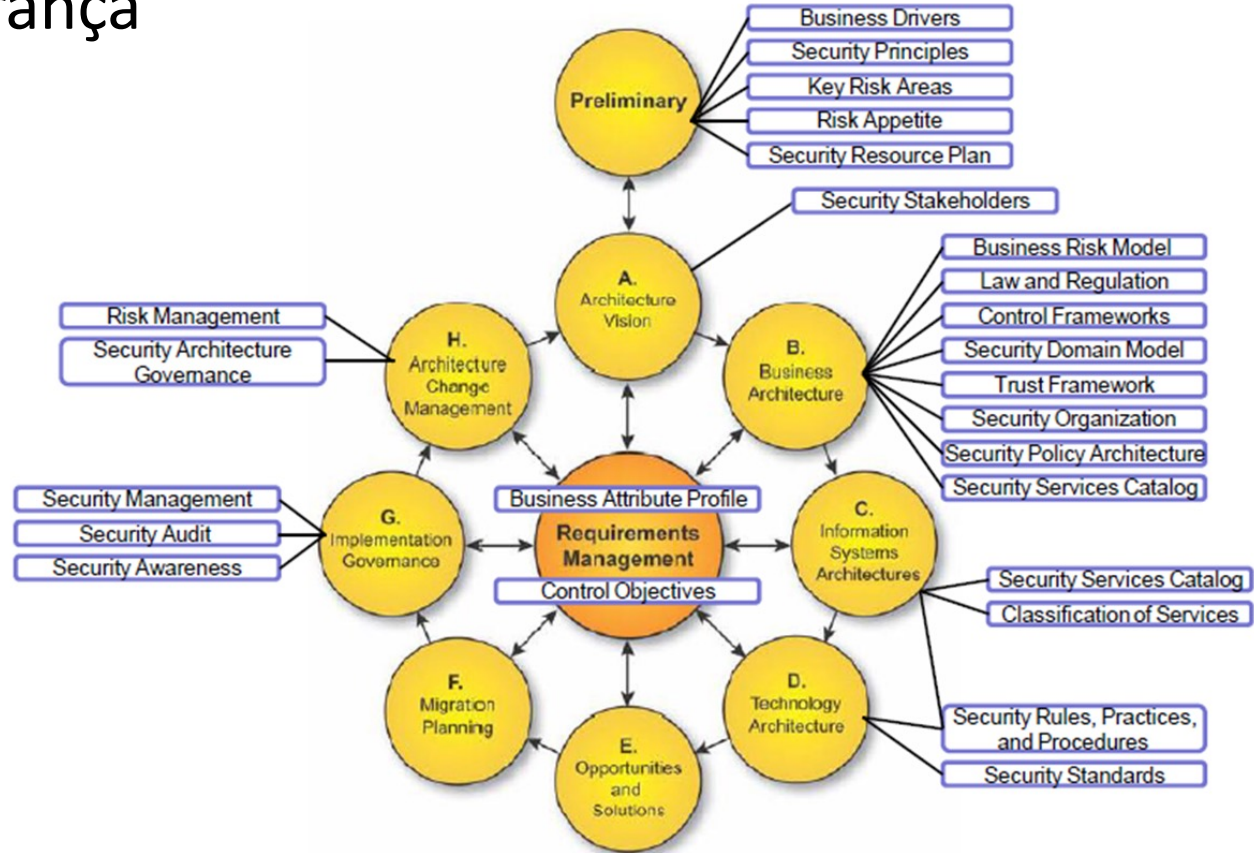 rança
Business Drivers
Security Principles
Key Risk Areas
Risk Appetite
Security Resource Plan
Preliminary
Security Stakeholders
A.
Architecture
Vision
Business Risk Model
Law and Regulation
Control Frameworks
Security Domain Model
Trust Framework
Security Organization
Security Policy Architecture
Security Services Catalog
B.
Business
Architecture
Risk Management
Security Architecture
Governance
H.
Architecture
Change
Management
Business Attribute Profile
Requirements
Management
Control Objectives
C.
Information
Systems
Architectures
Security Services Catalog
Classification of Services
Security Management
Security Audit
Security Awareness
G.
Implementation
Governance
D.
Technology
Architecture
Security Rules, Practices,
and Procedures
Security Standards
F.
Migration
Planning
E.
Opportunities
and
Solutions